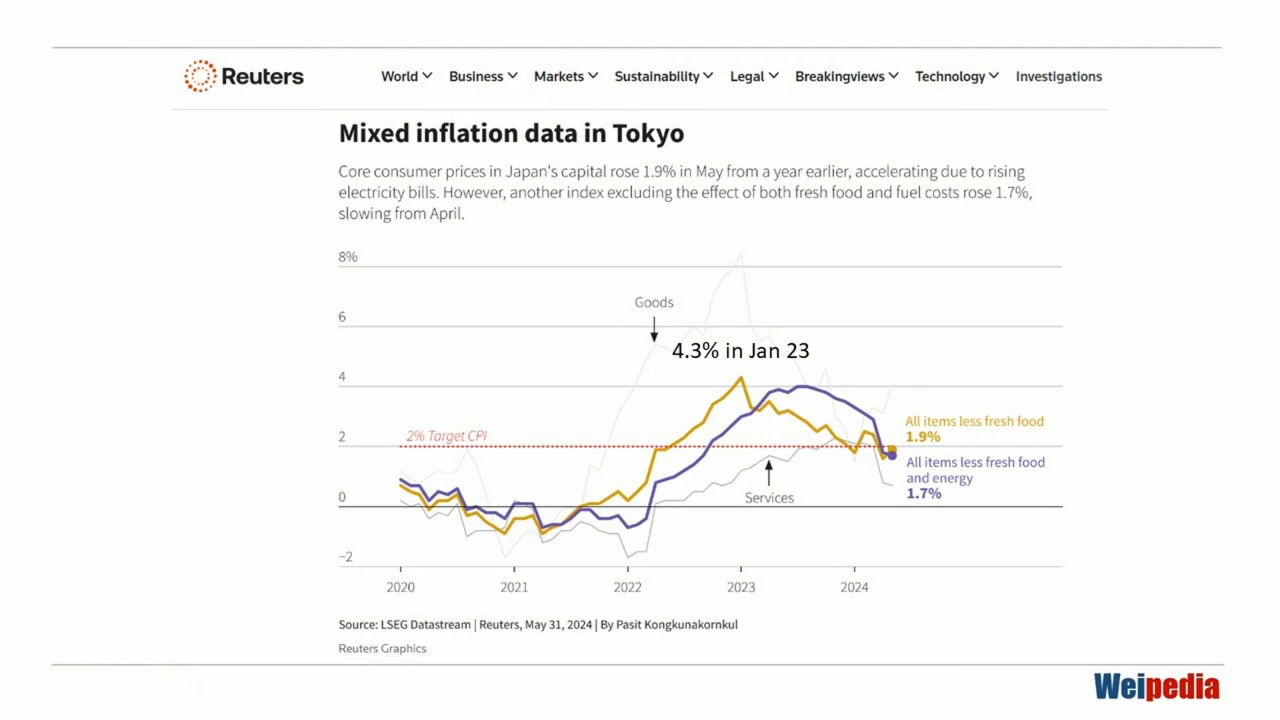 Reuters
World Business Markets Sustainability Legal Breakingviews Technology Investigations
Mixed inflation data in Tokyo
Core consumer prices in Japan's capital rose 1.9% in May from a year earlier, accelerating due to rising
electricity bills. However, another index excluding the effect of both fresh food and fuel costs rose 1.7%,
slowing from April.
8%
Goods
6
4.3% in Jan 23
4
All items less fresh food
1.9%
2
2% Target CPI
All items less fresh food
and energy
1.7%
Services
0
−2
2020 2021 2022 2023 2024
Source: LSEG Datastream | Reuters, May 31, 2024 | By Pasit Kongkunakornkul
Reuters Graphics
Weipedia